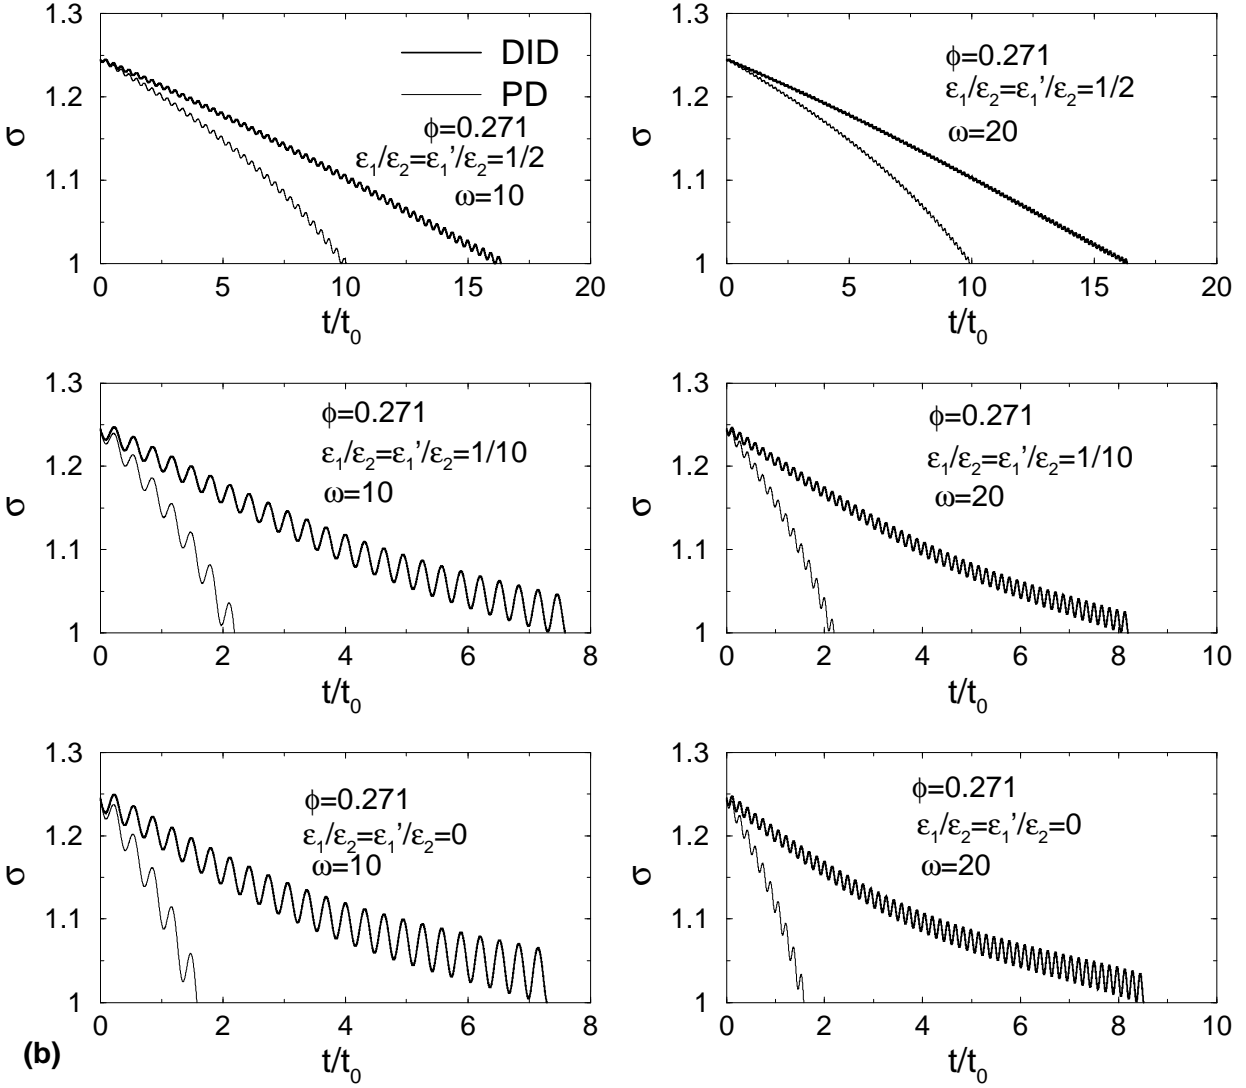 1.3
1.2
1.1
1
σ
0
5
10
15
20
t/t₀
DID
PD
ϕ=0.271
ε₁/ε₂=ε₁’/ε₂=1/2
ω=10
1.3
1.2
1.1
1
σ
0
5
10
15
20
t/t₀
ϕ=0.271
ε₁/ε₂=ε₁’/ε₂=1/2
ω=20
1.3
1.2
1.1
1
σ
0
2
4
6
8
t/t₀
ϕ=0.271
ε₁/ε₂=ε₁’/ε₂=1/10
ω=10
1.3
1.2
1.1
1
σ
0
2
4
6
8
10
t/t₀
ϕ=0.271
ε₁/ε₂=ε₁’/ε₂=1/10
ω=20
1.3
1.2
1.1
1
σ
0
2
4
6
8
t/t₀
ϕ=0.271
ε₁/ε₂=ε₁’/ε₂=0
ω=10
1.3
1.2
1.1
1
σ
0
2
4
6
8
10
t/t₀
ϕ=0.271
ε₁/ε₂=ε₁’/ε₂=0
ω=20
(b)